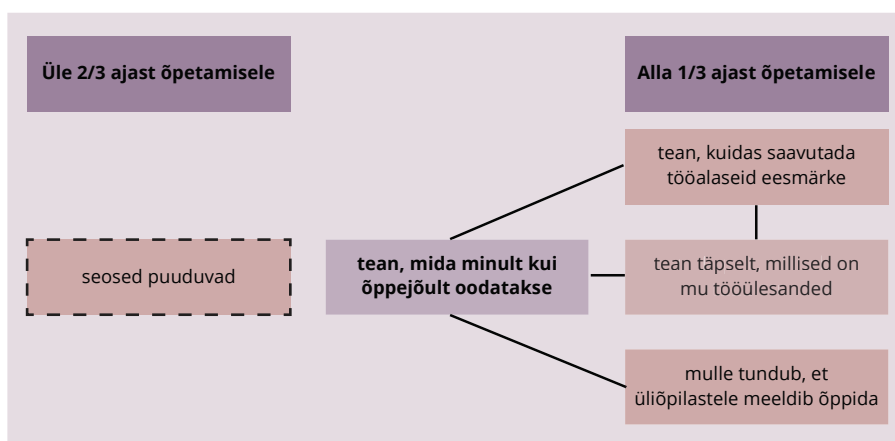 Üle 2/3 ajast õpetamisele
Alla 1/3 ajast õpetamisele
tean, kuidas saavutada
tööalaseid eesmärke
seosed puuduvad
tean, mida minult kui
õppejõult oodatakse
tean täpselt, millised on
mu tööülesanded
mulle tundub, et
üliõpilastele meeldib õppida